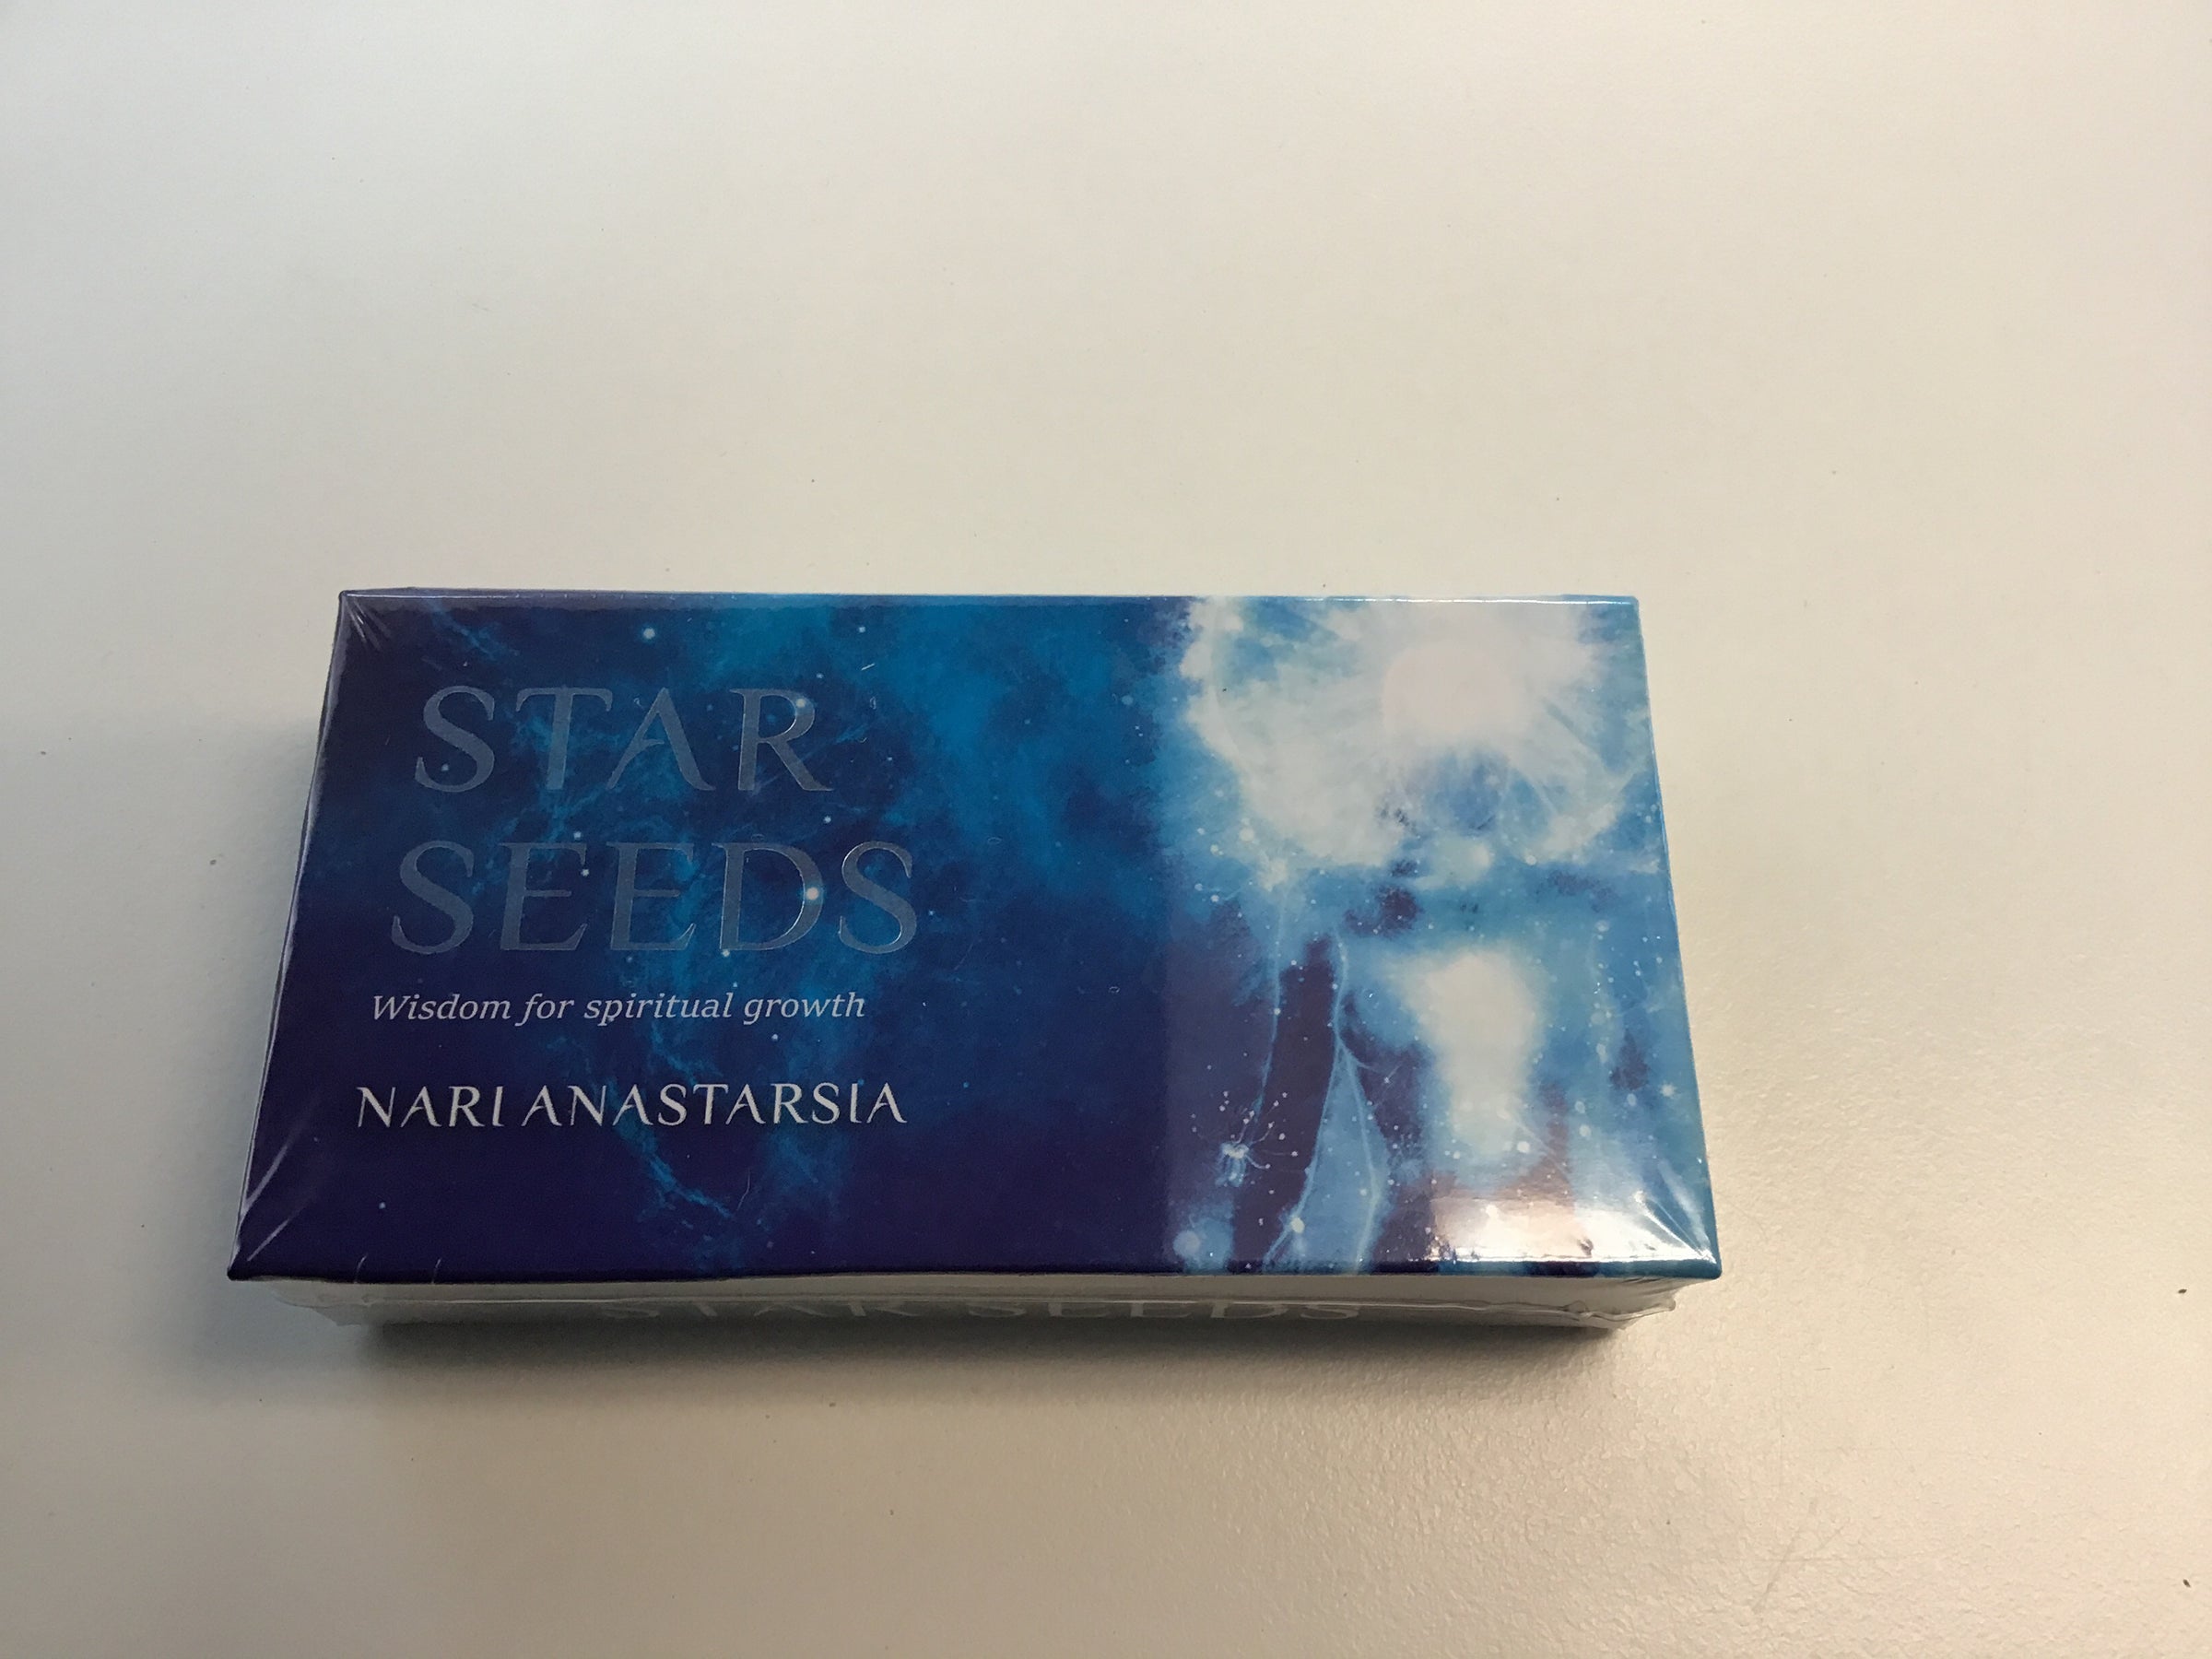 STAR
SEEDS
Wisdom for spiritual growth
NARI ANASTARSIA
STAR SEEDS